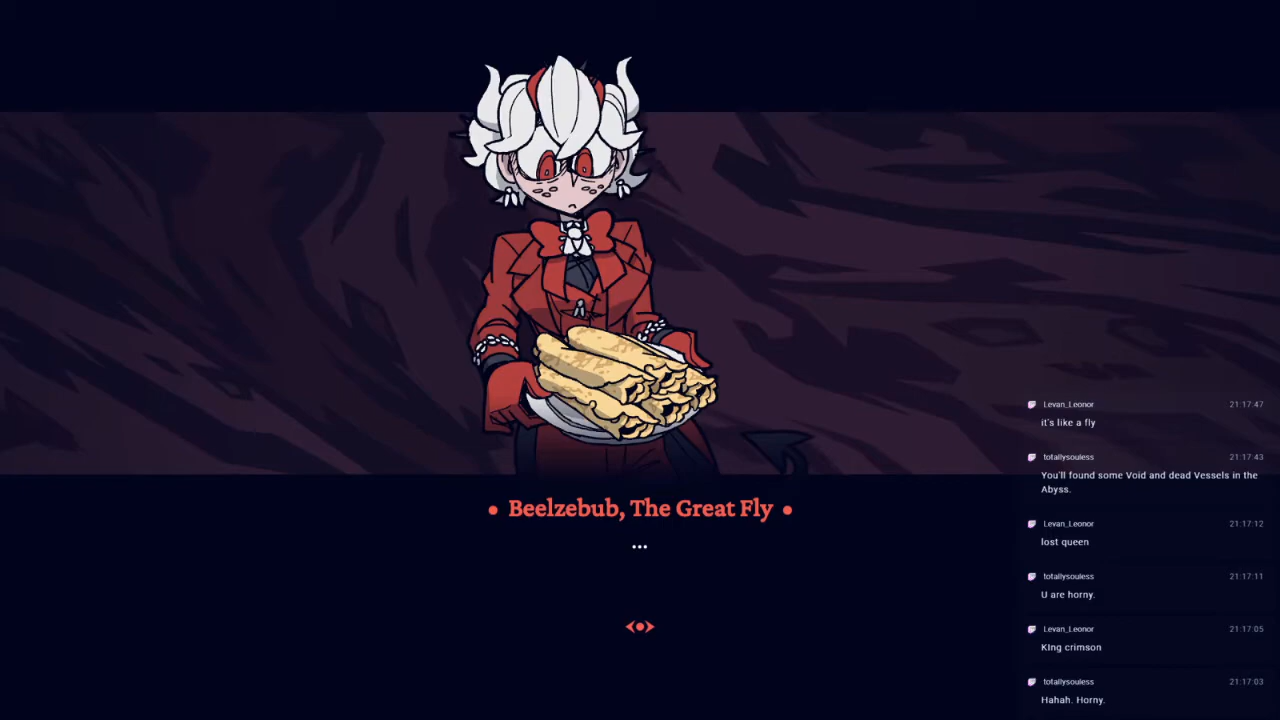 • Beelzebub, The Great Fly •
...
Levan_Leonor 21:17:47
it's like a fly
totallysouless 21:17:43
You'll found some Void and dead Vessels in the
Abyss.
Levan_Leonor 21:17:12
lost queen
totallysouless 21:17:11
U are horny.
Levan_Leonor 21:17:05
KIng crimson
totallysouless 21:17:03
Hahah. Horny.